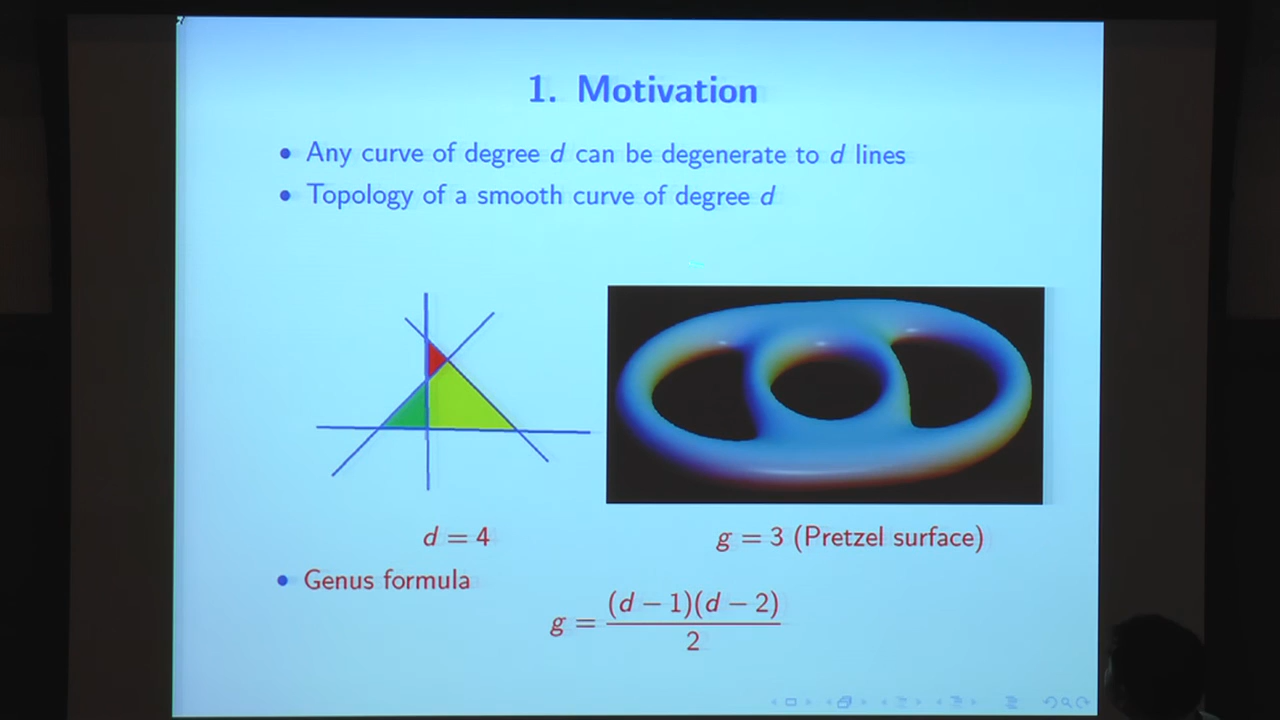 1. Motivation
• Any curve of degree d can be degenerate to d lines
• Topology of a smooth curve of degree d
d = 4
g = 3 (Pretzel surface)
• Genus formula
g = (d − 1)(d − 2) / 2